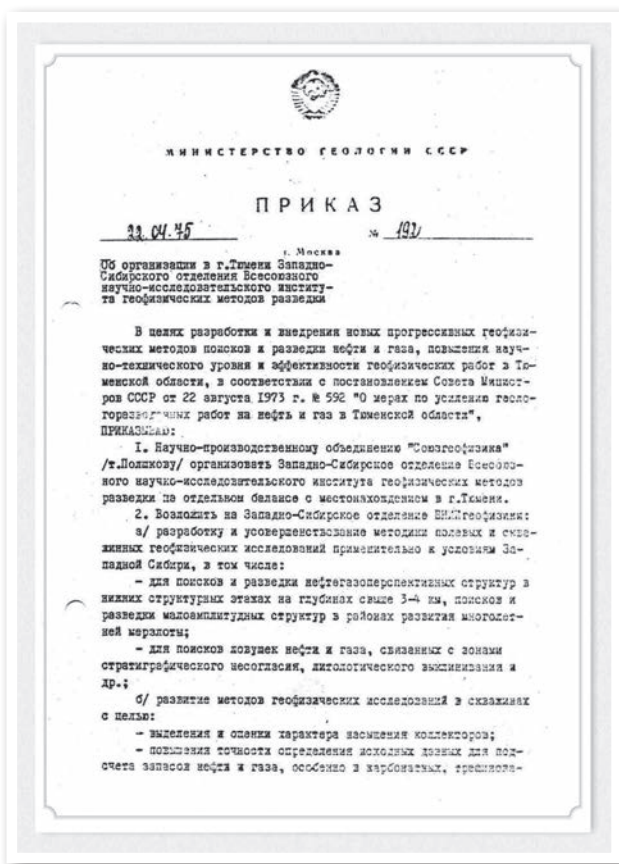 МИНИСТЕРСТВО ГЕОЛОГИИ СССР
ПРИКАЗ
22.04.75 № 192
г. Москва
Об организации в г.Тюмени Западно-
Сибирского отделения Всесоюзного
научно-исследовательского институ-
та геофизических методов разведки
В целях разработки и внедрения новых прогрессивных геофизи-
ческих методов поисков и разведки нефти и газа, повышения науч-
но-технического уровня и эффективности геофизических работ в Тю-
менской области, в соответствии с постановлением Совета Минист-
ров СССР от 22 августа 1973 г. № 592 "О мерах по усилению геоло-
горазведочных работ на нефть и газ в Тюменской области",
ПРИКАЗЫВАЮ:
I. Научно-производственному объединению "Союзгеофизика"
/т.Полшкову/ организовать Западно-Сибирское отделение Всесоюз-
ного научно-исследовательского института геофизических методов
разведки на отдельном балансе с местонахождением в г.Тюмени.
2. Возложить на Западно-Сибирское отделение ВНИИгеофизики:
а/ разработку и усовершенствование методики полевых и сква-
жинных геофизических исследований применительно к условиям За-
падной Сибири, в том числе:
- для поисков и разведки нефтегазоперспективных структур в
нижних структурных этажах на глубинах свыше 3-4 км, поисков и
разведки малоамплитудных структур в районах развития многолет-
ней мерзлоты;
- для поисков ловушек нефти и газа, связанных с зонами
стратиграфического несогласия, литологического выклинивания и
др.;
б/ развитие методов геофизических исследований в скважинах
с целью:
- выделения и оценки характера насыщения коллекторов;
- повышения точности определения исходных данных для под-
счета запасов нефти и газа, особенно в карбонатных, трещинова-